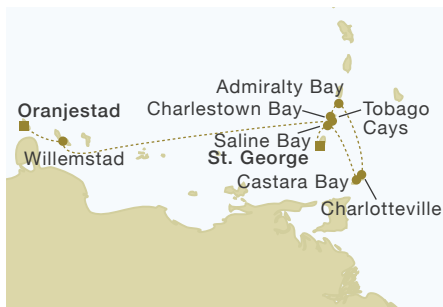 Admiralty Bay
Oranjestad
Charlestown Bay
Tobago
Cays
Saline Bay
Willemstad
St. George
Castara Bay
Charlotteville